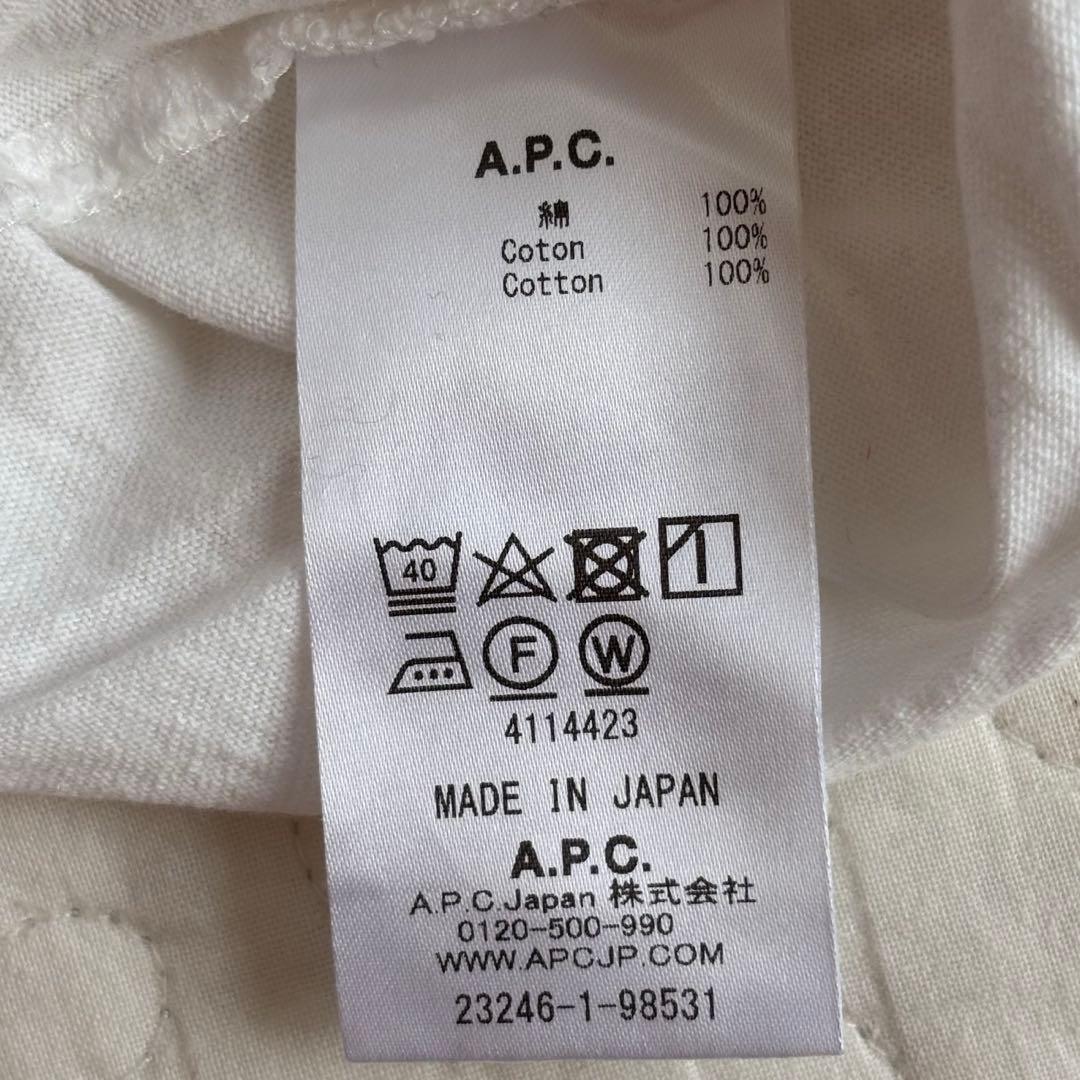 A.P.C.
綿 100%
Coton 100%
Cotton 100%
40
F W
4114423
MADE IN JAPAN
A.P.C.
A.P.C.Japan 株式会社
0120-500-990
WWW.APCJP.COM
23246-1-98531